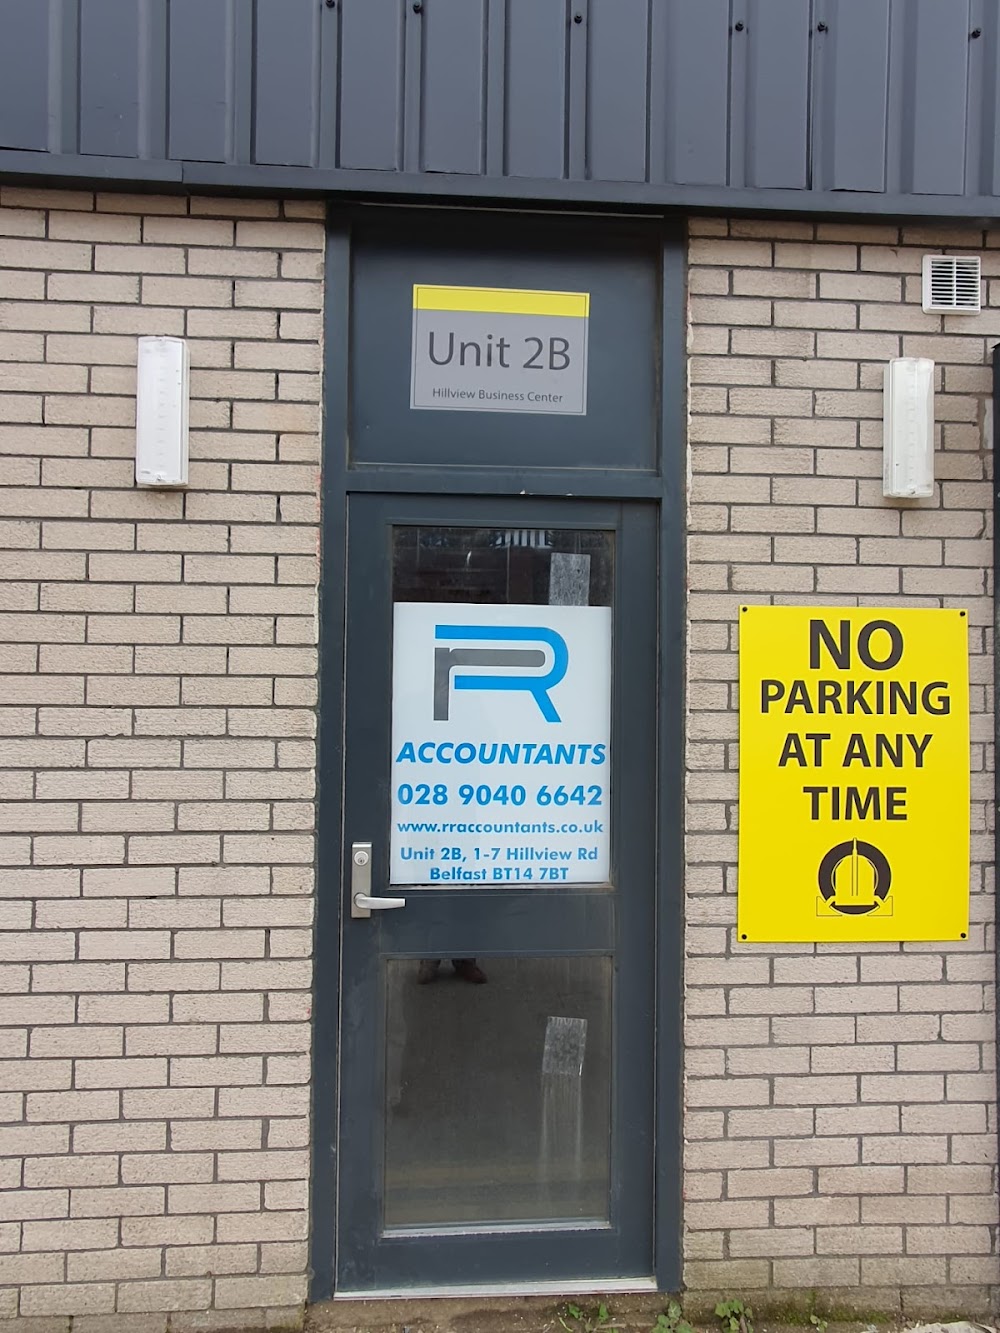 Unit 2B
Hillview Business Center
ACCOUNTANTS
028 9040 6642
www.rraccountants.co.uk
Unit 2B, 1-7 Hillview Rd
Belfast BT14 7BT
NO
PARKING
AT ANY
TIME